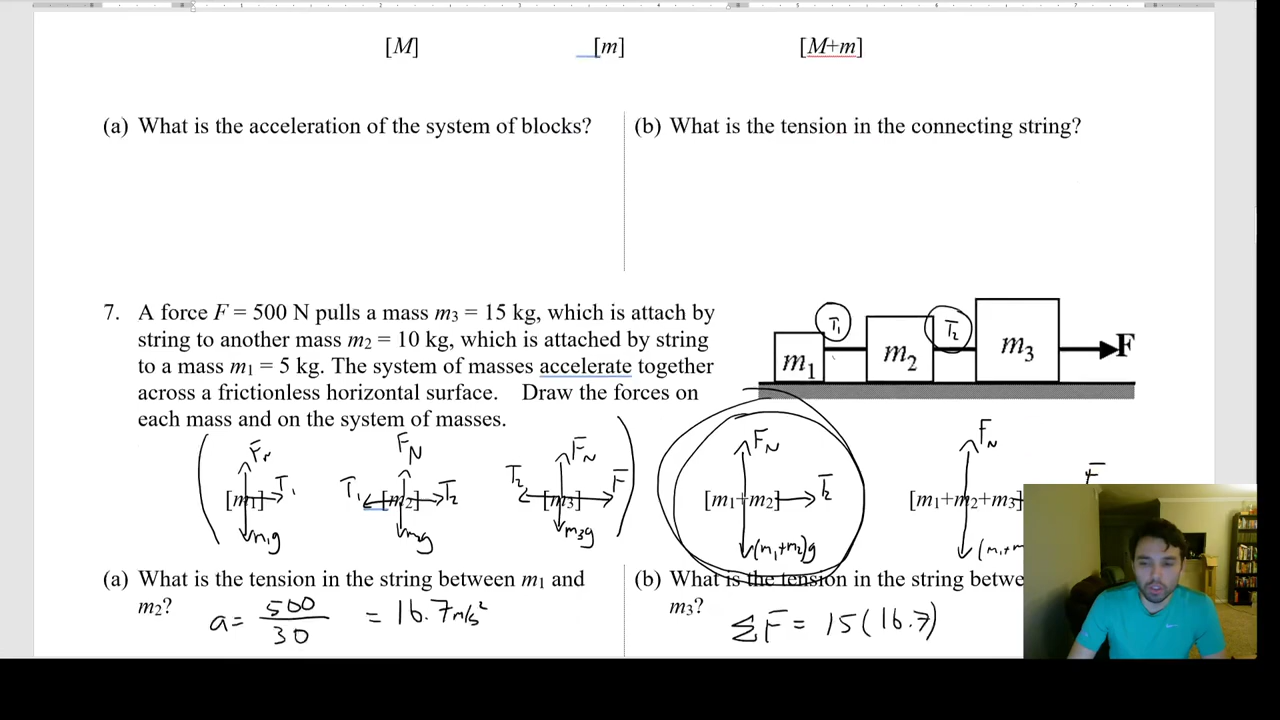 [M] [m] [M+m]
(a) What is the acceleration of the system of blocks?
(b) What is the tension in the connecting string?
7. A force F = 500 N pulls a mass m3 = 15 kg, which is attach by
string to another mass m2 = 10 kg, which is attached by string
to a mass m1 = 5 kg. The system of masses accelerate together
across a frictionless horizontal surface. Draw the forces on
each mass and on the system of masses.
T1 T2
m1 m2 m3 F
FN FN FN FN FN
T1 T1 T2 T2 F T2 F
[m1] [m2] [m3] [m1+m2] [m1+m2+m3]
m1g m2g m3g (m1+m2)g (m1+m
(a) What is the tension in the string between m1 and
m2?
a= 500/30 = 16.7 m/s²
(b) What is the tension in the string betwe
m3?
ΣF = 15(16.7)